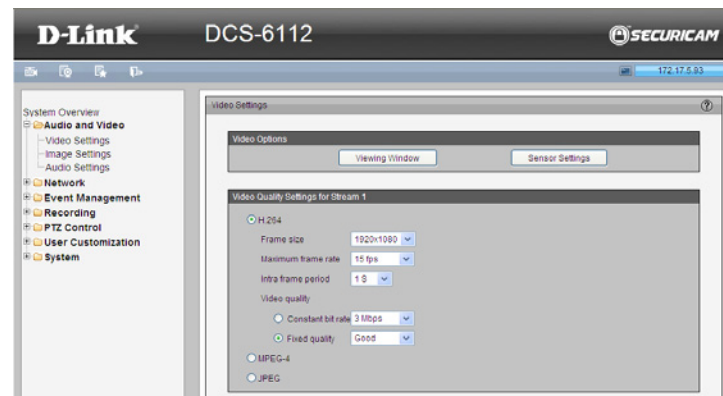 D-Link
DCS-6112
SECURICAM
172.17.5.93
System Overview
Audio and Video
Video Settings
Image Settings
Audio Settings
Network
Event Management
Recording
PTZ Control
User Customization
System
Video Settings
Video Options
Viewing Window
Sensor Settings
Video Quality Settings for Stream 1
H.264
Frame size 1920x1080
Maximum frame rate 15 fps
Intra frame period 1 S
Video quality
Constant bit rate 3 Mbps
Fixed quality Good
MPEG-4
JPEG